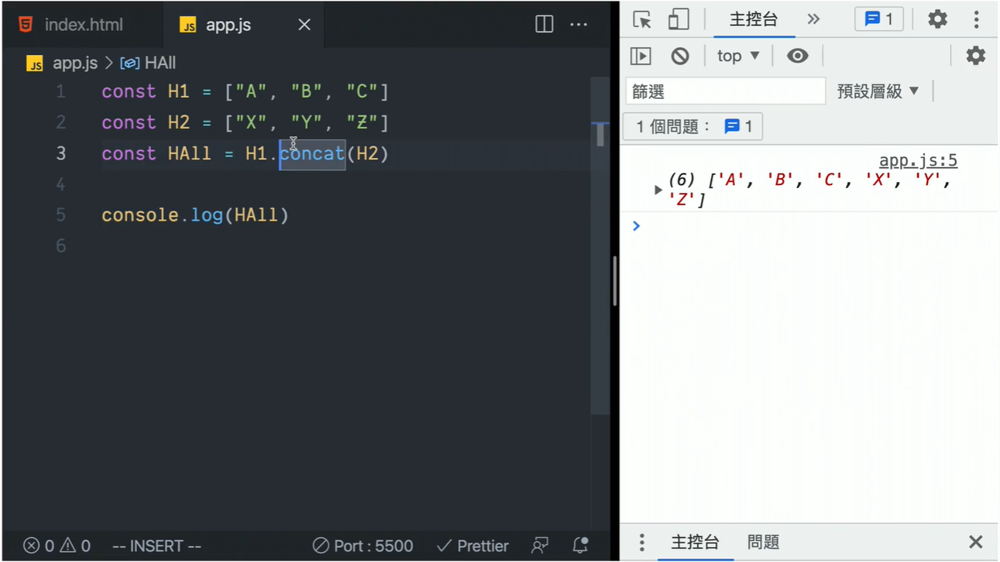 index.html
JS app.js
JS app.js > HAll
1 const H1 = ["A", "B", "C"]
2 const H2 = ["X", "Y", "Z"]
3 const HAll = H1.concat(H2)
4
5 console.log(HAll)
6
0 0 -- INSERT -- Port : 5500 Prettier
主控台 1
top
篩選 預設層級
1 個問題： 1
app.js:5
(6) ['A', 'B', 'C', 'X', 'Y',
'Z']
主控台 問題